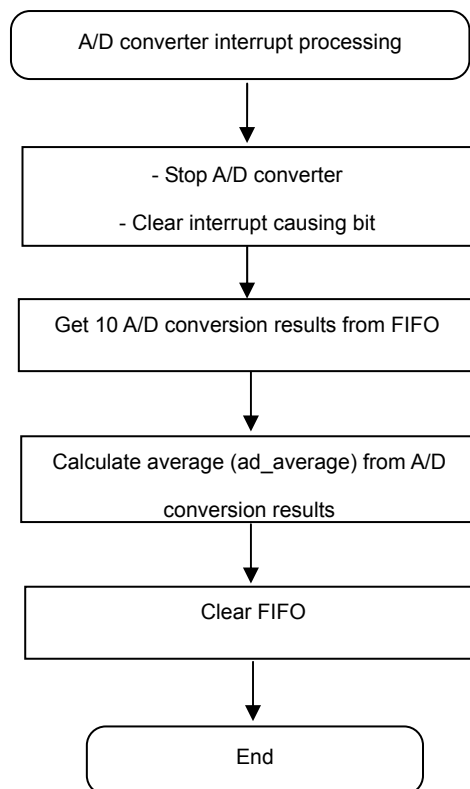 A/D converter interrupt processing
- Stop A/D converter
- Clear interrupt causing bit
Get 10 A/D conversion results from FIFO
Calculate average (ad_average) from A/D
conversion results
Clear FIFO
End